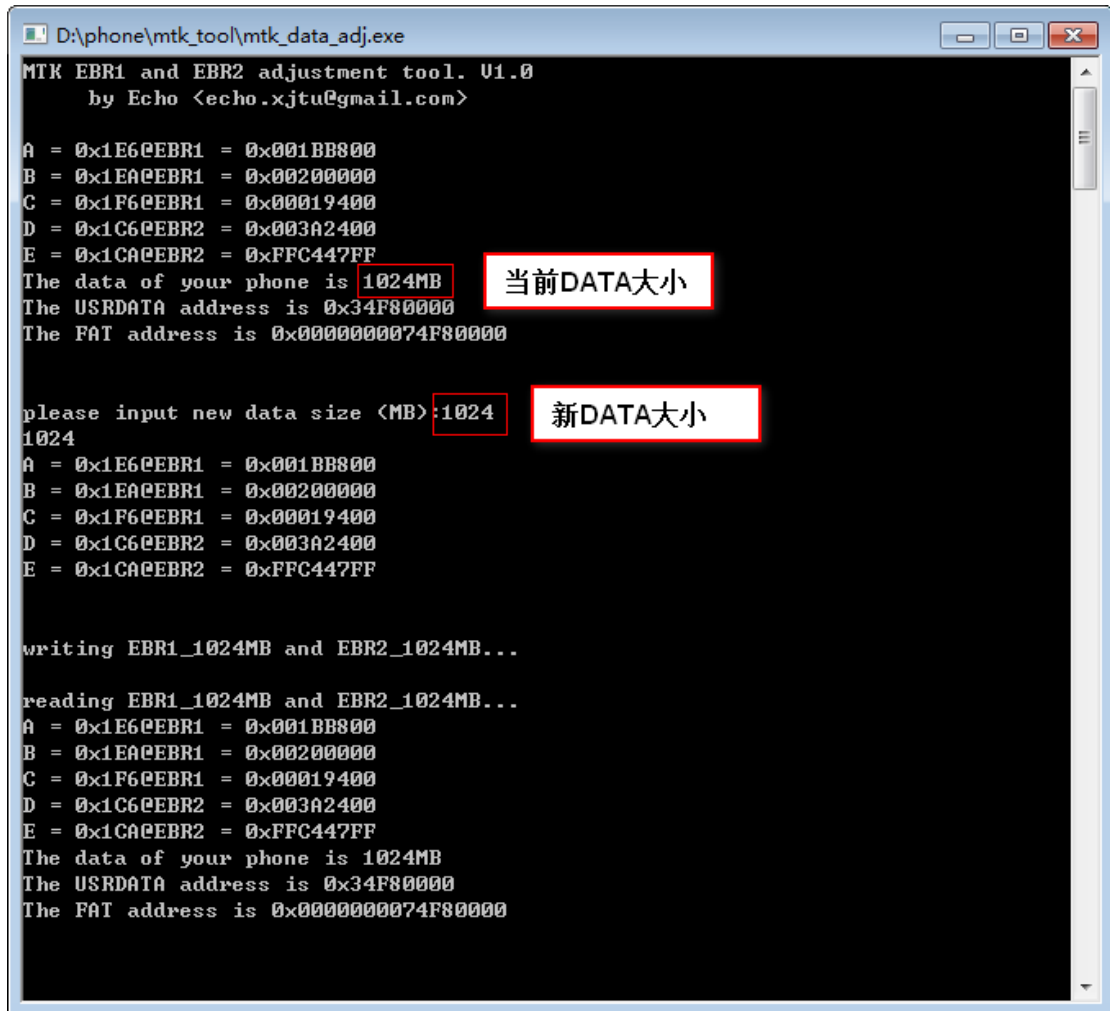 D:\phone\mtk_tool\mtk_data_adj.exe
MTK EBR1 and EBR2 adjustment tool. V1.0
by Echo <echo.xjtu@gmail.com>
A = 0x1E6@EBR1 = 0x001BB800
B = 0x1EA@EBR1 = 0x00200000
C = 0x1F6@EBR1 = 0x00019400
D = 0x1C6@EBR2 = 0x003A2400
E = 0x1CA@EBR2 = 0xFFC447FF
The data of your phone is 1024MB
当前DATA大小
The USRDATA address is 0x34F80000
The FAT address is 0x0000000074F80000
please input new data size (MB):1024
新DATA大小
1024
A = 0x1E6@EBR1 = 0x001BB800
B = 0x1EA@EBR1 = 0x00200000
C = 0x1F6@EBR1 = 0x00019400
D = 0x1C6@EBR2 = 0x003A2400
E = 0x1CA@EBR2 = 0xFFC447FF
writing EBR1_1024MB and EBR2_1024MB...
reading EBR1_1024MB and EBR2_1024MB...
A = 0x1E6@EBR1 = 0x001BB800
B = 0x1EA@EBR1 = 0x00200000
C = 0x1F6@EBR1 = 0x00019400
D = 0x1C6@EBR2 = 0x003A2400
E = 0x1CA@EBR2 = 0xFFC447FF
The data of your phone is 1024MB
The USRDATA address is 0x34F80000
The FAT address is 0x0000000074F80000